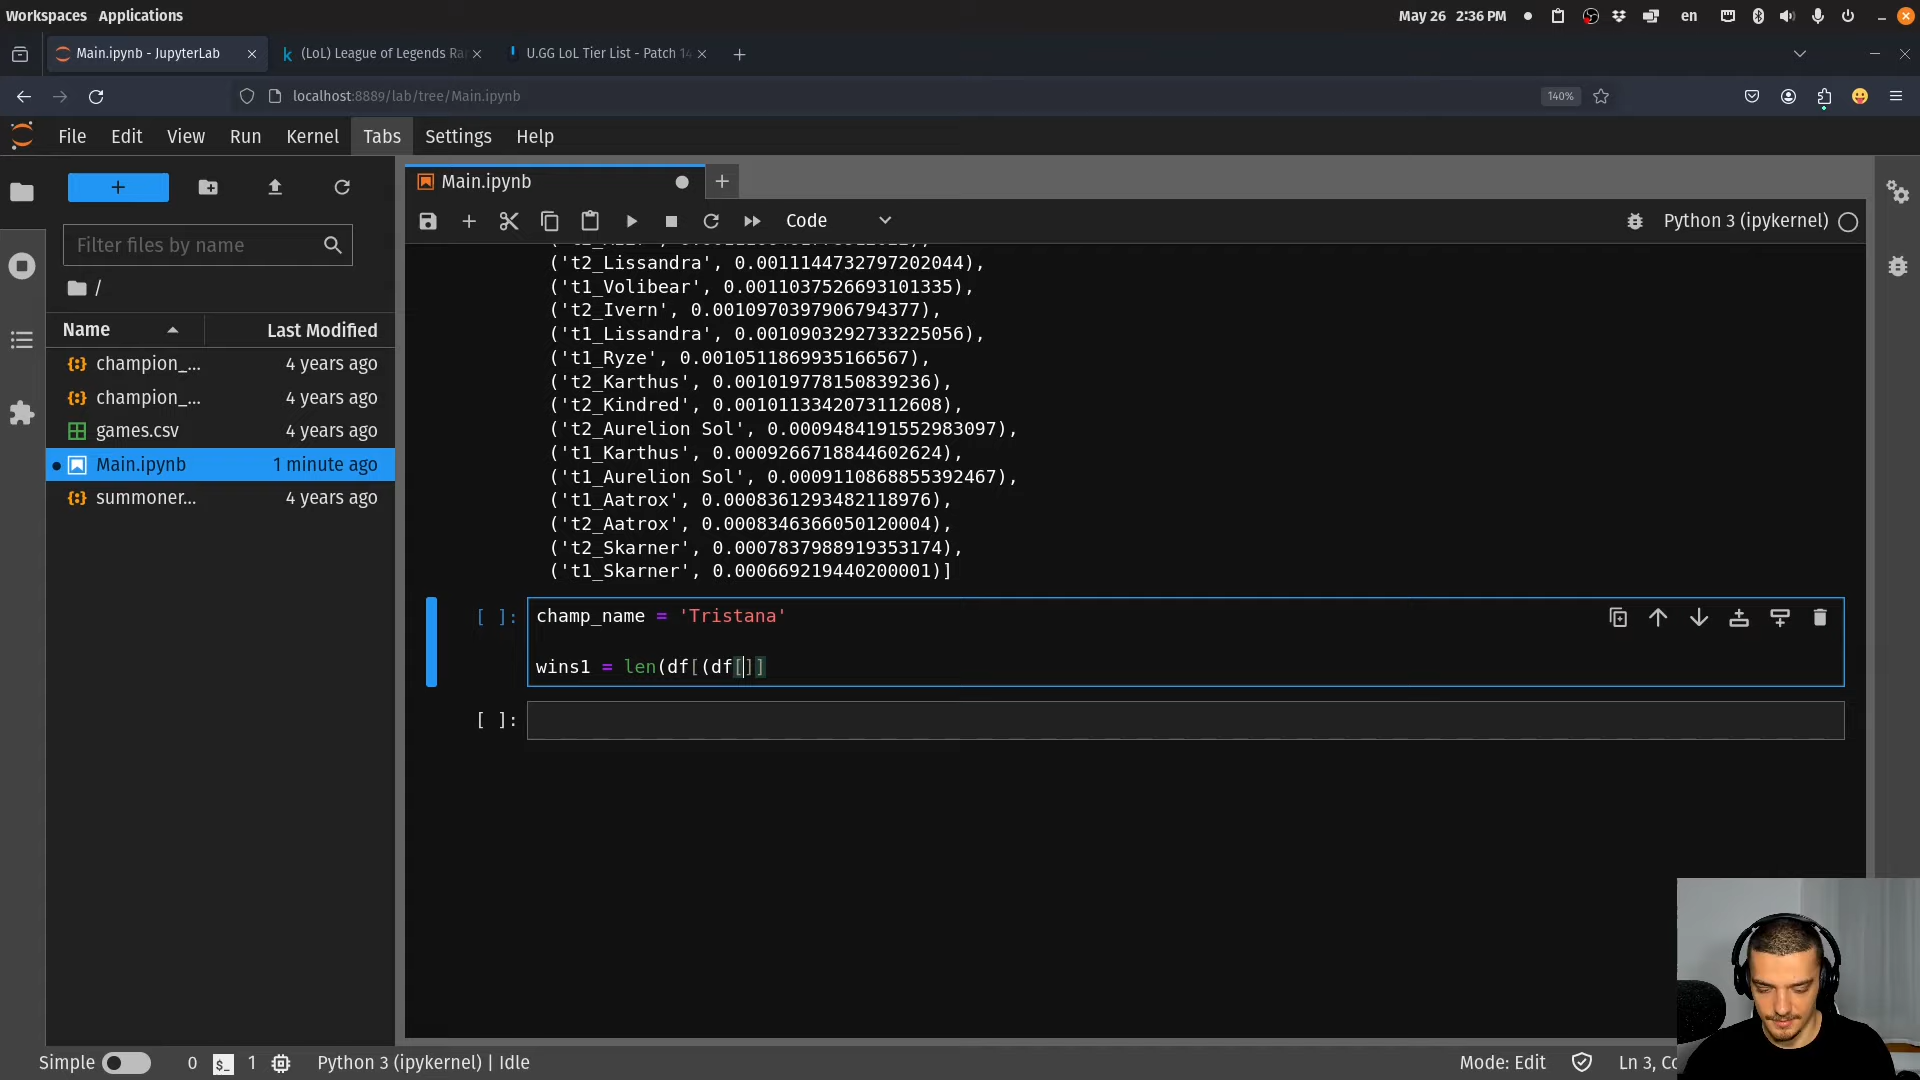 Workspaces Applications
May 26 2:36 PM
en
Main.ipynb - JupyterLab
(LoL) League of Legends Ra
U.GG LoL Tier List - Patch 14
localhost:8889/lab/tree/Main.ipynb
140%
File Edit View Run Kernel Tabs Settings Help
Main.ipynb
Code
Python 3 (ipykernel)
Filter files by name
/
Name Last Modified
champion_... 4 years ago
champion_... 4 years ago
games.csv 4 years ago
Main.ipynb 1 minute ago
summoner... 4 years ago
('t2_Lissandra', 0.0011144732797202044),
('t1_Volibear', 0.0011037526693101335),
('t2_Ivern', 0.0010970397906794377),
('t1_Lissandra', 0.0010903292733225056),
('t1_Ryze', 0.0010511869935166567),
('t2_Karthus', 0.001019778150839236),
('t2_Kindred', 0.0010113342073112608),
('t2_Aurelion Sol', 0.0009484191552983097),
('t1_Karthus', 0.0009266718844602624),
('t1_Aurelion Sol', 0.0009110868855392467),
('t1_Aatrox', 0.0008361293482118976),
('t2_Aatrox', 0.0008346366050120004),
('t2_Skarner', 0.0007837988919353174),
('t1_Skarner', 0.000669219440200001)]
[ ]:
champ_name = 'Tristana'
wins1 = len(df[(df[]]
[ ]:
Simple
0
1
Python 3 (ipykernel) | Idle
Mode: Edit
Ln 3,